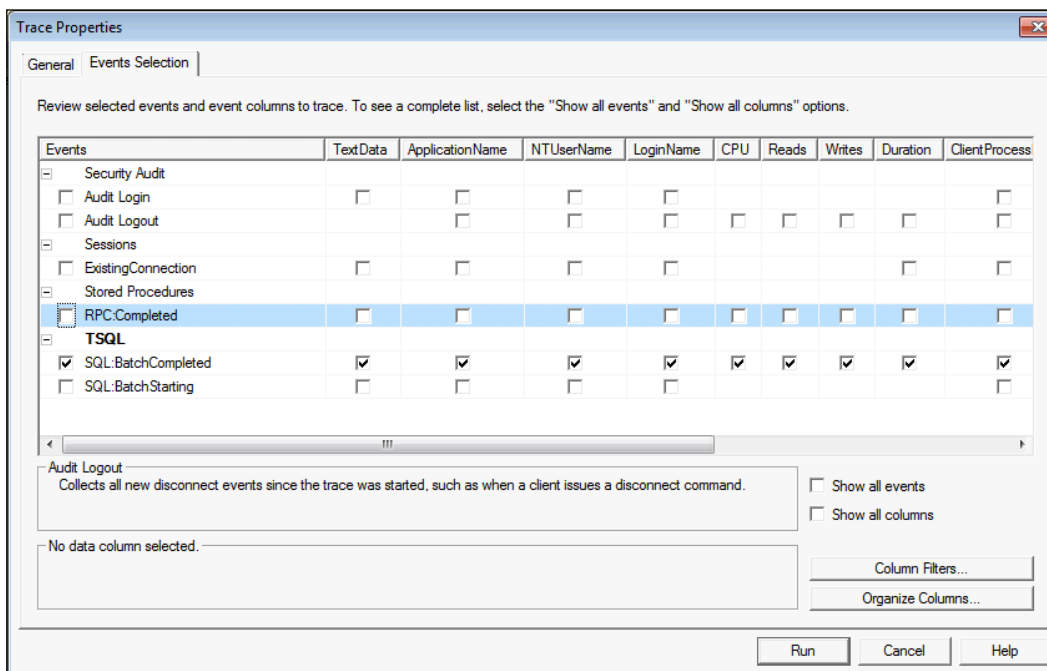 Trace Properties
General Events Selection
Review selected events and event columns to trace. To see a complete list, select the "Show all events" and "Show all columns" options.
Events TextData ApplicationName NTUserName LoginName CPU Reads Writes Duration ClientProcess
Security Audit
Audit Login
Audit Logout
Sessions
ExistingConnection
Stored Procedures
RPC:Completed
TSQL
SQL:BatchCompleted
SQL:BatchStarting
Audit Logout
Collects all new disconnect events since the trace was started, such as when a client issues a disconnect command.
Show all events
Show all columns
No data column selected.
Column Filters...
Organize Columns...
Run Cancel Help